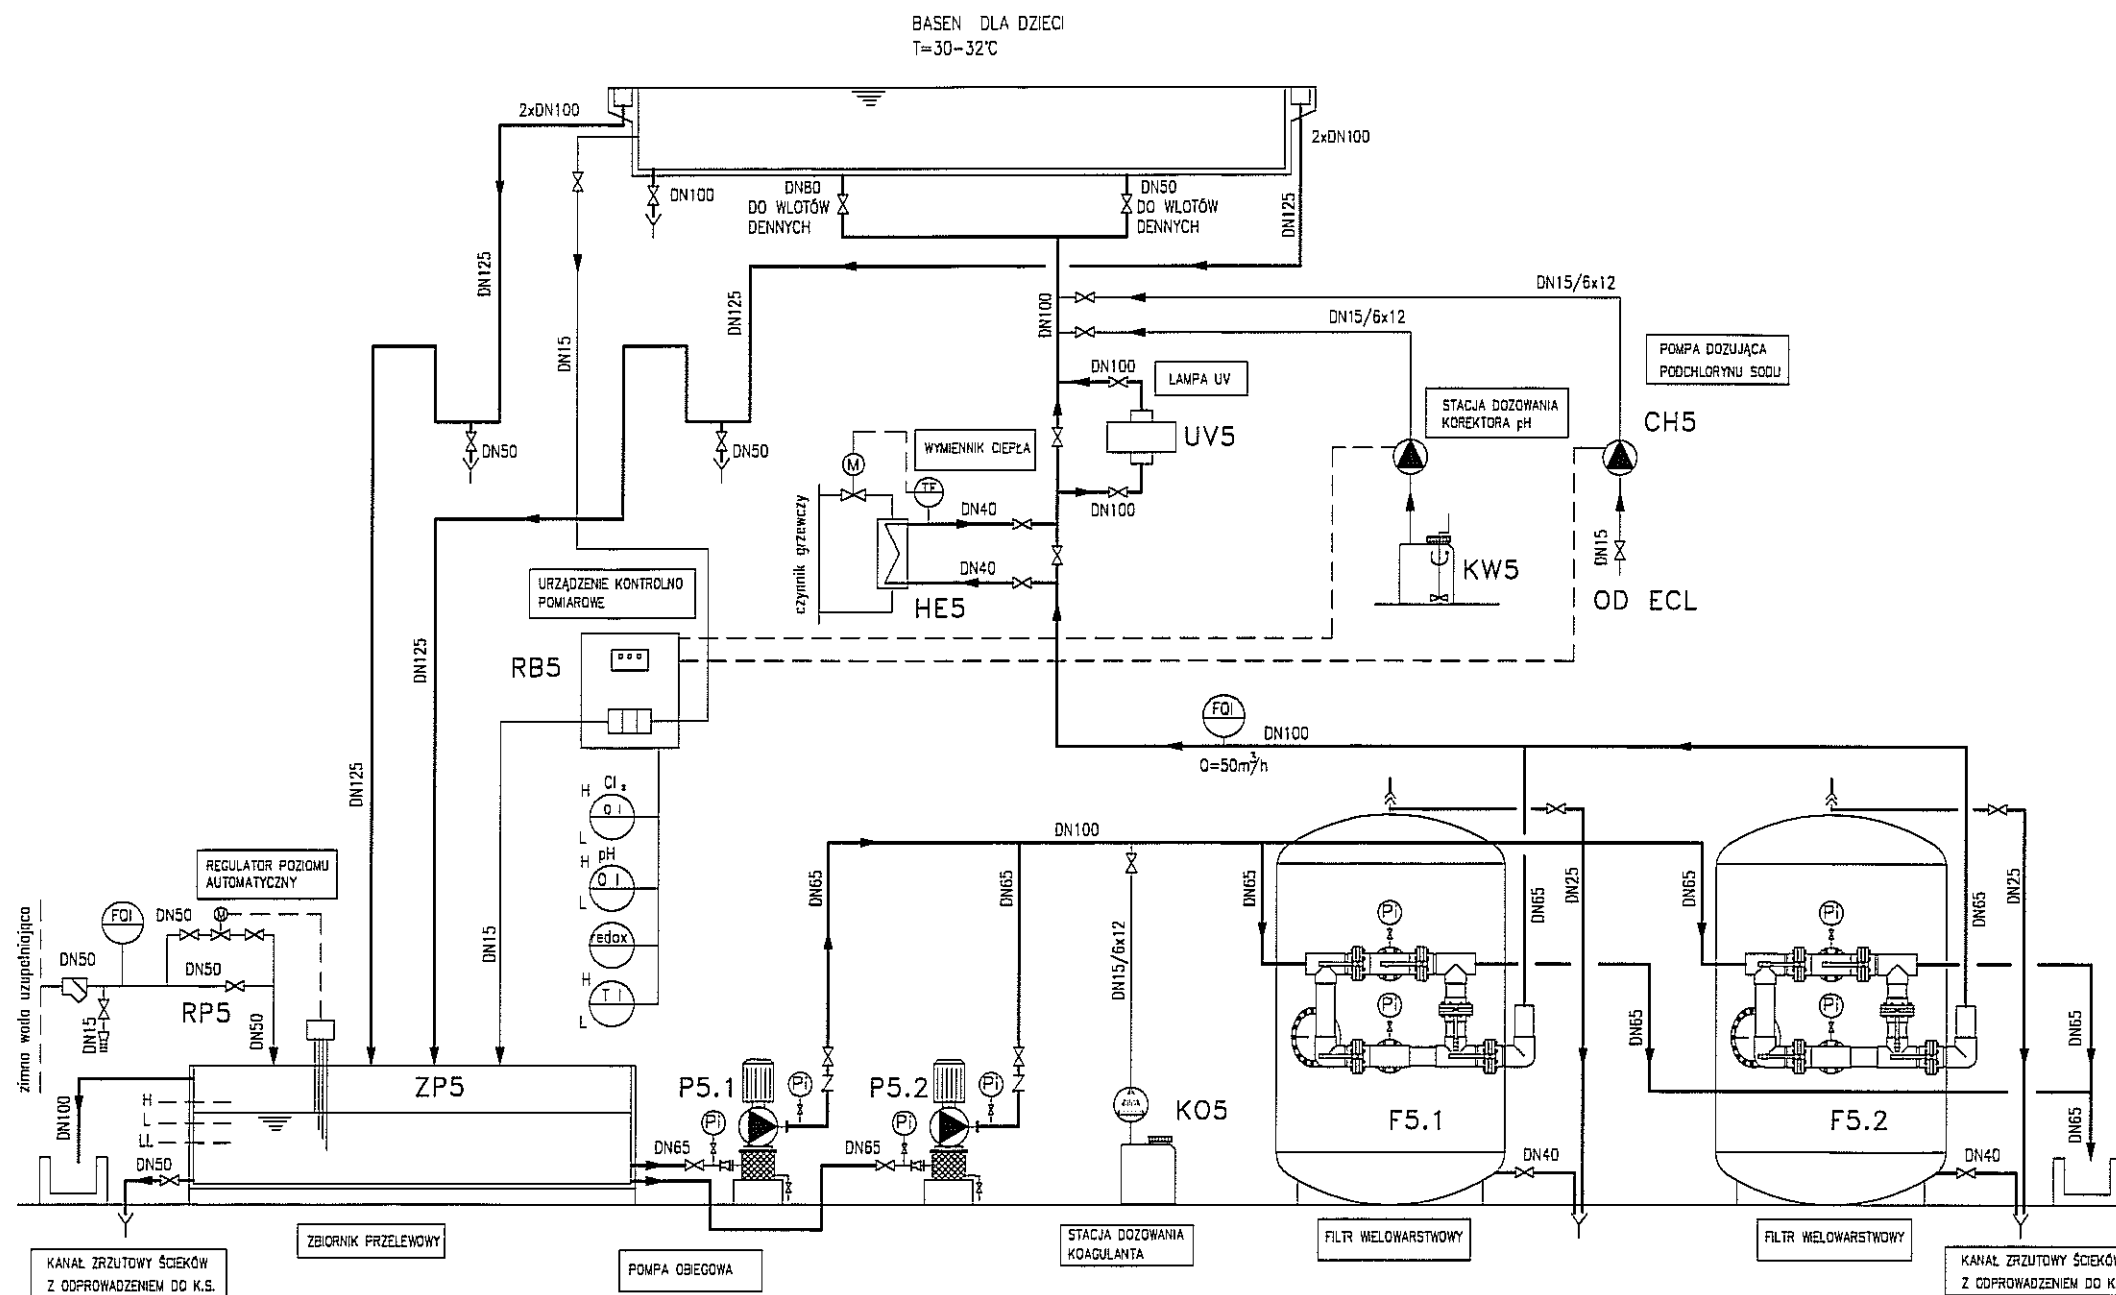 BASEN DLA DZIECI
T=30-32°C
2xDN100
2xDN100
DN100
DN80
DO WLOTÓW
DENNYCH
DN50
DO WLOTÓW
DENNYCH
DN125
DN125
DN125
DN15
DN100
DN15/6x12
DN15/6x12
POMPA DOZUJĄCA
PODCHLORYNU SODU
DN100
LAMPA UV
STACJA DOZOWANIA
KOREKTORA pH
CH5
UV5
WYMIENNIK CIEPŁA
M
TE
DN50
DN50
DN40
DN100
czynnik grzewczy
DN40
HE5
KW5
DN15
OD ECL
URZĄDZENIE KONTROLNO
POMIAROWE
RB5
DN125
DN125
FQI
DN100
Q=50m³/h
H
Cl₂
Q I
L
H
pH
Q I
L
redox
H
T I
L
DN15
DN100
DN65
DN65
DN15/6x12
DN65
DN65
DN25
DN65
DN65
DN25
REGULATOR POZIOMU
AUTOMATYCZNY
zimna woda uzupełniająca
FQI
DN50
M
DN50
DN50
DN15
RP5
DN50
Pi
Pi
Pi
Pi
DN65
DN65
DN65
ZP5
H
L
LL
DN100
DN50
P5.1
Pi
Pi
DN65
P5.2
Pi
Pi
DN65
KO5
F5.1
F5.2
DN40
DN40
ZBIORNIK PRZELEWOWY
POMPA OBIEGOWA
STACJA DOZOWANIA
KOAGULANTA
FILTR WIELOWARSTWOWY
FILTR WIELOWARSTWOWY
KANAŁ ZRZUTOWY ŚCIEKÓW
Z ODPROWADZENIEM DO K.S.
KANAŁ ZRZUTOWY ŚCIEKÓW
Z ODPROWADZENIEM DO K